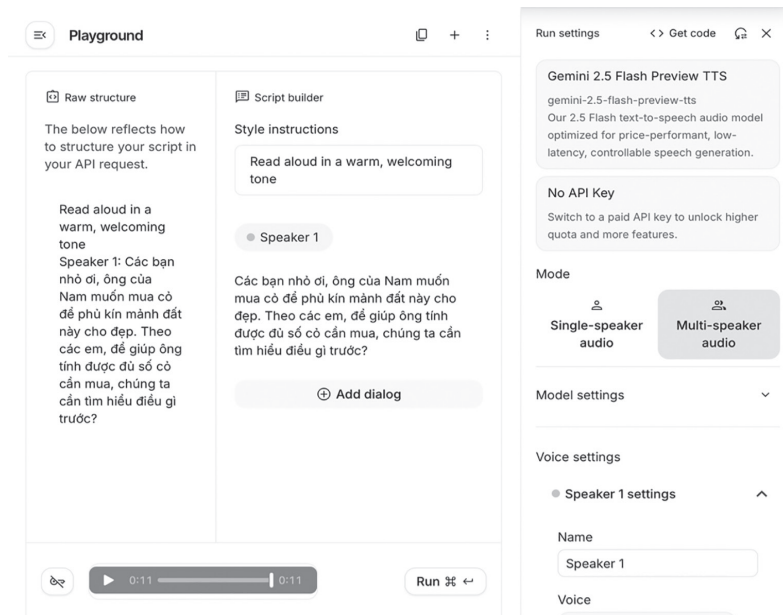 Playground
Raw structure
The below reflects how
to structure your script in
your API request.
Read aloud in a
warm, welcoming
tone
Speaker 1: Các bạn
nhỏ ơi, ông của
Nam muốn mua cỏ
để phủ kín mảnh đất
này cho đẹp. Theo
các em, để giúp ông
tính được đủ số cỏ
cần mua, chúng ta
cần tìm hiểu điều gì
trước?
Script builder
Style instructions
Read aloud in a warm, welcoming
tone
Speaker 1
Các bạn nhỏ ơi, ông của Nam muốn
mua cỏ để phủ kín mảnh đất này cho
đẹp. Theo các em, để giúp ông tính
được đủ số cỏ cần mua, chúng ta cần
tìm hiểu điều gì trước?
Add dialog
0:11
0:11
Run ⌘ ↵
Run settings
<> Get code
Gemini 2.5 Flash Preview TTS
gemini-2.5-flash-preview-tts
Our 2.5 Flash text-to-speech audio model
optimized for price-performant, low-
latency, controllable speech generation.
No API Key
Switch to a paid API key to unlock higher
quota and more features.
Mode
Single-speaker
audio
Multi-speaker
audio
Model settings
Voice settings
Speaker 1 settings
Name
Speaker 1
Voice